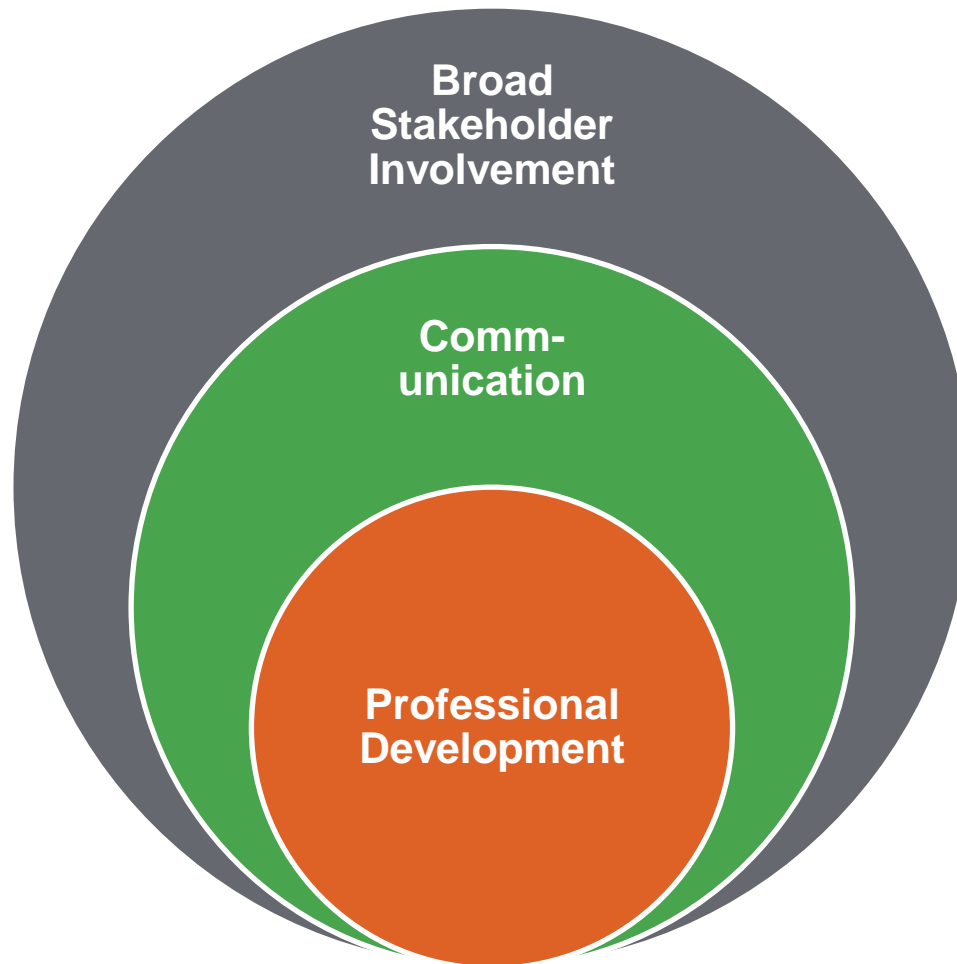 Broad
Stakeholder
Involvement
Comm-
unication
Professional
Development